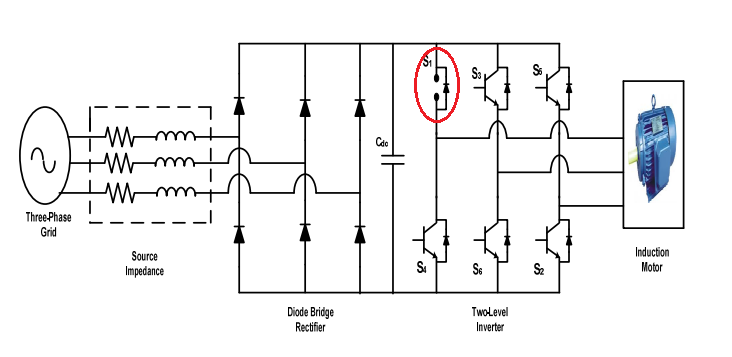 S1
S3
S6
Cdc
Three-Phase
Grid
Source
Impedance
S4
S6
S2
Induction
Motor
Diode Bridge
Rectifier
Two-Level
Inverter